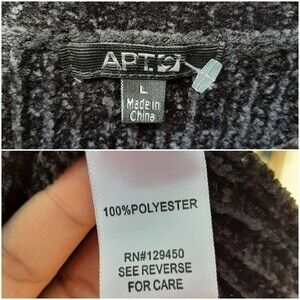 APT.9
L
Made in
China
100%POLYESTER
RN#129450
SEE REVERSE
FOR CARE